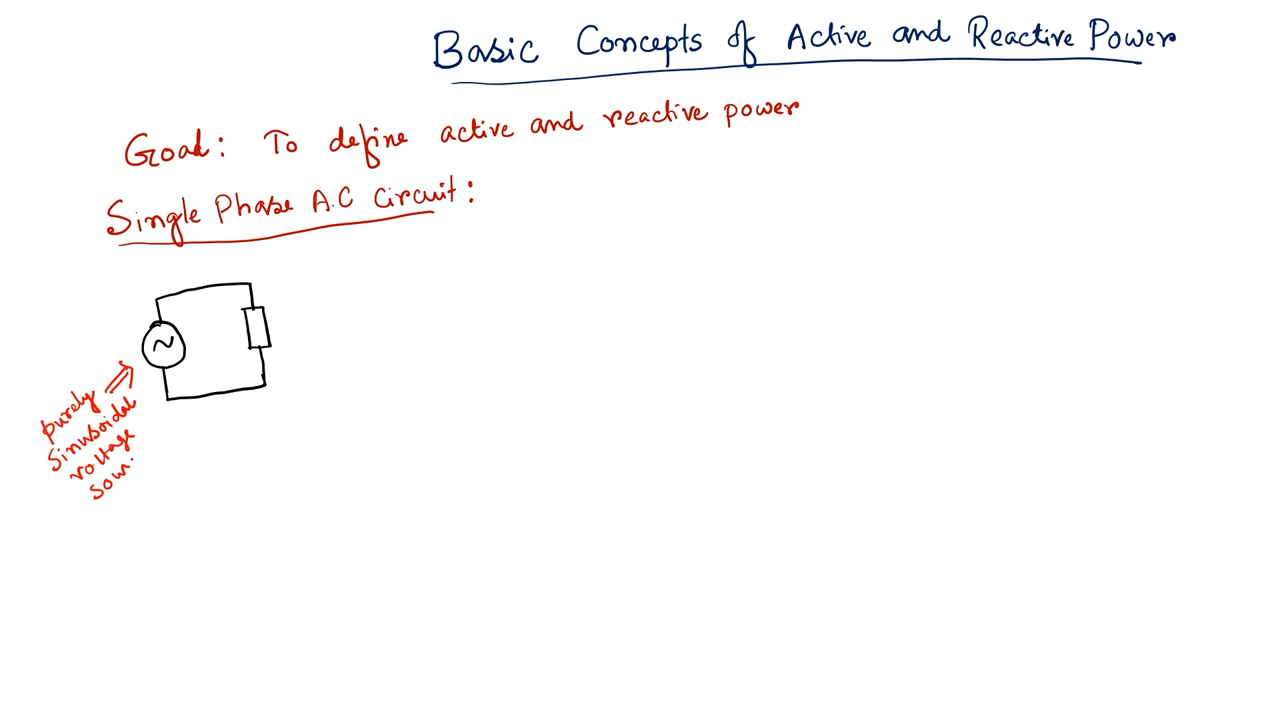 Basic Concepts of Active and Reactive Power
Goal: To define active and reactive power
Single Phase A.C Circuit:
~
purely
Sinusoidal
voltage
sour.